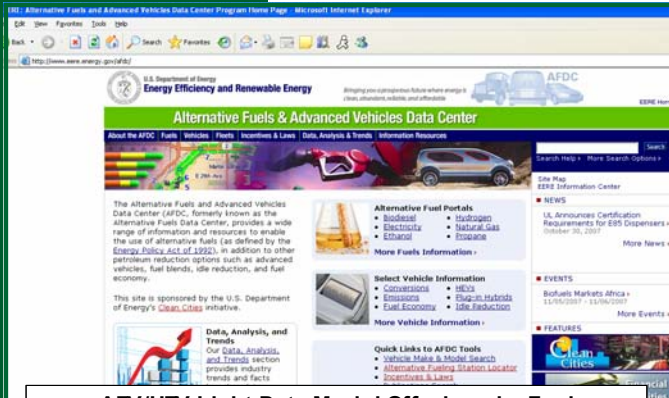 ERE: Alternative Fuels and Advanced Vehicles Data Center Program Home Page - Microsoft Internet Explorer
Edit View Favorites Tools Help
Back Search Favorites
http://www.eere.energy.gov/afdc/
U.S. Department of Energy
Energy Efficiency and Renewable Energy
Bringing you a prosperous future where energy is
clean, abundant, reliable, and affordable
AFDC
EERE Hom
Alternative Fuels & Advanced Vehicles Data Center
About the AFDC Fuels Vehicles Fleets Incentives & Laws Data, Analysis & Trends Information Resources
Search
Search Help › More Search Options ›
Site Map
EERE Information Center
The Alternative Fuels and Advanced Vehicles
Data Center (AFDC, formerly known as the
Alternative Fuels Data Center, provides a wide
range of information and resources to enable
the use of alternative fuels (as defined by the
Energy Policy Act of 1992), in addition to other
petroleum reduction options such as advanced
vehicles, fuel blends, idle reduction, and fuel
economy.
This site is sponsored by the U.S. Department
of Energy's Clean Cities initiative.
Data, Analysis, and
Trends
Our Data, Analysis,
and Trends section
provides industry
trends and facts
Alternative Fuel Portals
• Biodiesel
• Electricity
• Ethanol
• Hydrogen
• Natural Gas
• Propane
More Fuels Information ›
Select Vehicle Information
• Conversions
• Emissions
• Fuel Economy
• HEVs
• Plug-in Hybrids
• Idle Reduction
More Vehicle Information ›
Quick Links to AFDC Tools
• Vehicle Make & Model Search
• Alternative Fueling Station Locator
• Incentives & Laws
NEWS
UL Announces Certification
Requirements for E85 Dispensers ›
October 30, 2007
More News ›
EVENTS
Biofuels Markets Africa ›
11/05/2007 - 11/06/2007
More Events ›
FEATURES
Clean
Cities
Financial